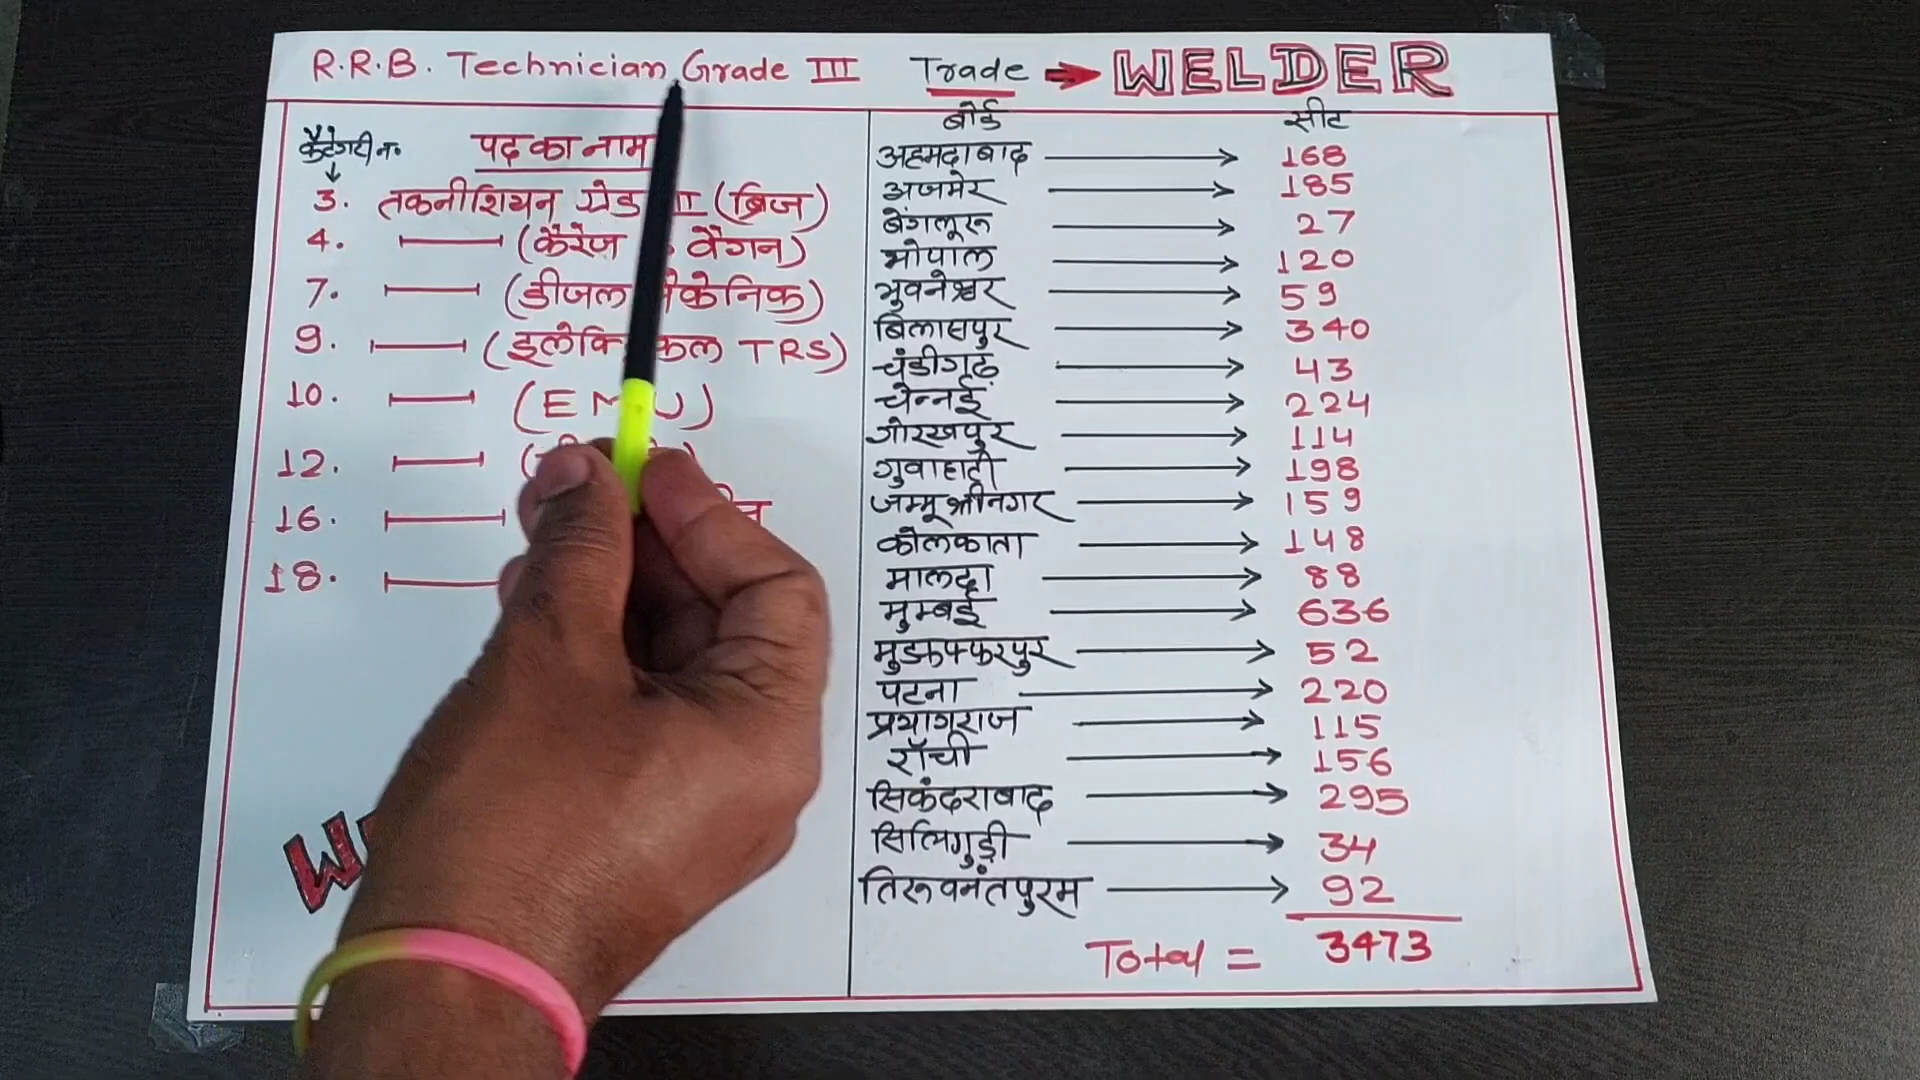 R.R.B. Technician Grade III Trade → WELDER
कैटेगरी न. पद का नाम
3. तकनीशियन ग्रेड (ब्रिज)
4. (कैरेज वैगन)
7. (डीजल मैकेनिक)
9. (इलेक्ट्रिकल TRS)
10. (EMU)
12.
16.
18.
बोर्ड सीट
अहमदाबाद → 168
अजमेर → 185
बेंगलूरू → 27
भोपाल → 120
भुवनेश्वर → 59
बिलासपुर → 340
चंडीगढ़ → 43
चेन्नई → 224
गोरखपुर → 114
गुवाहाटी → 198
जम्मू श्रीनगर → 159
कोलकाता → 148
मालदा → 88
मुम्बई → 636
मुजफ्फरपुर → 52
पटना → 220
प्रयागराज → 115
राँची → 156
सिकंदराबाद → 295
सिलिगुड़ी → 34
तिरूवनंतपुरम → 92
Total = 3473